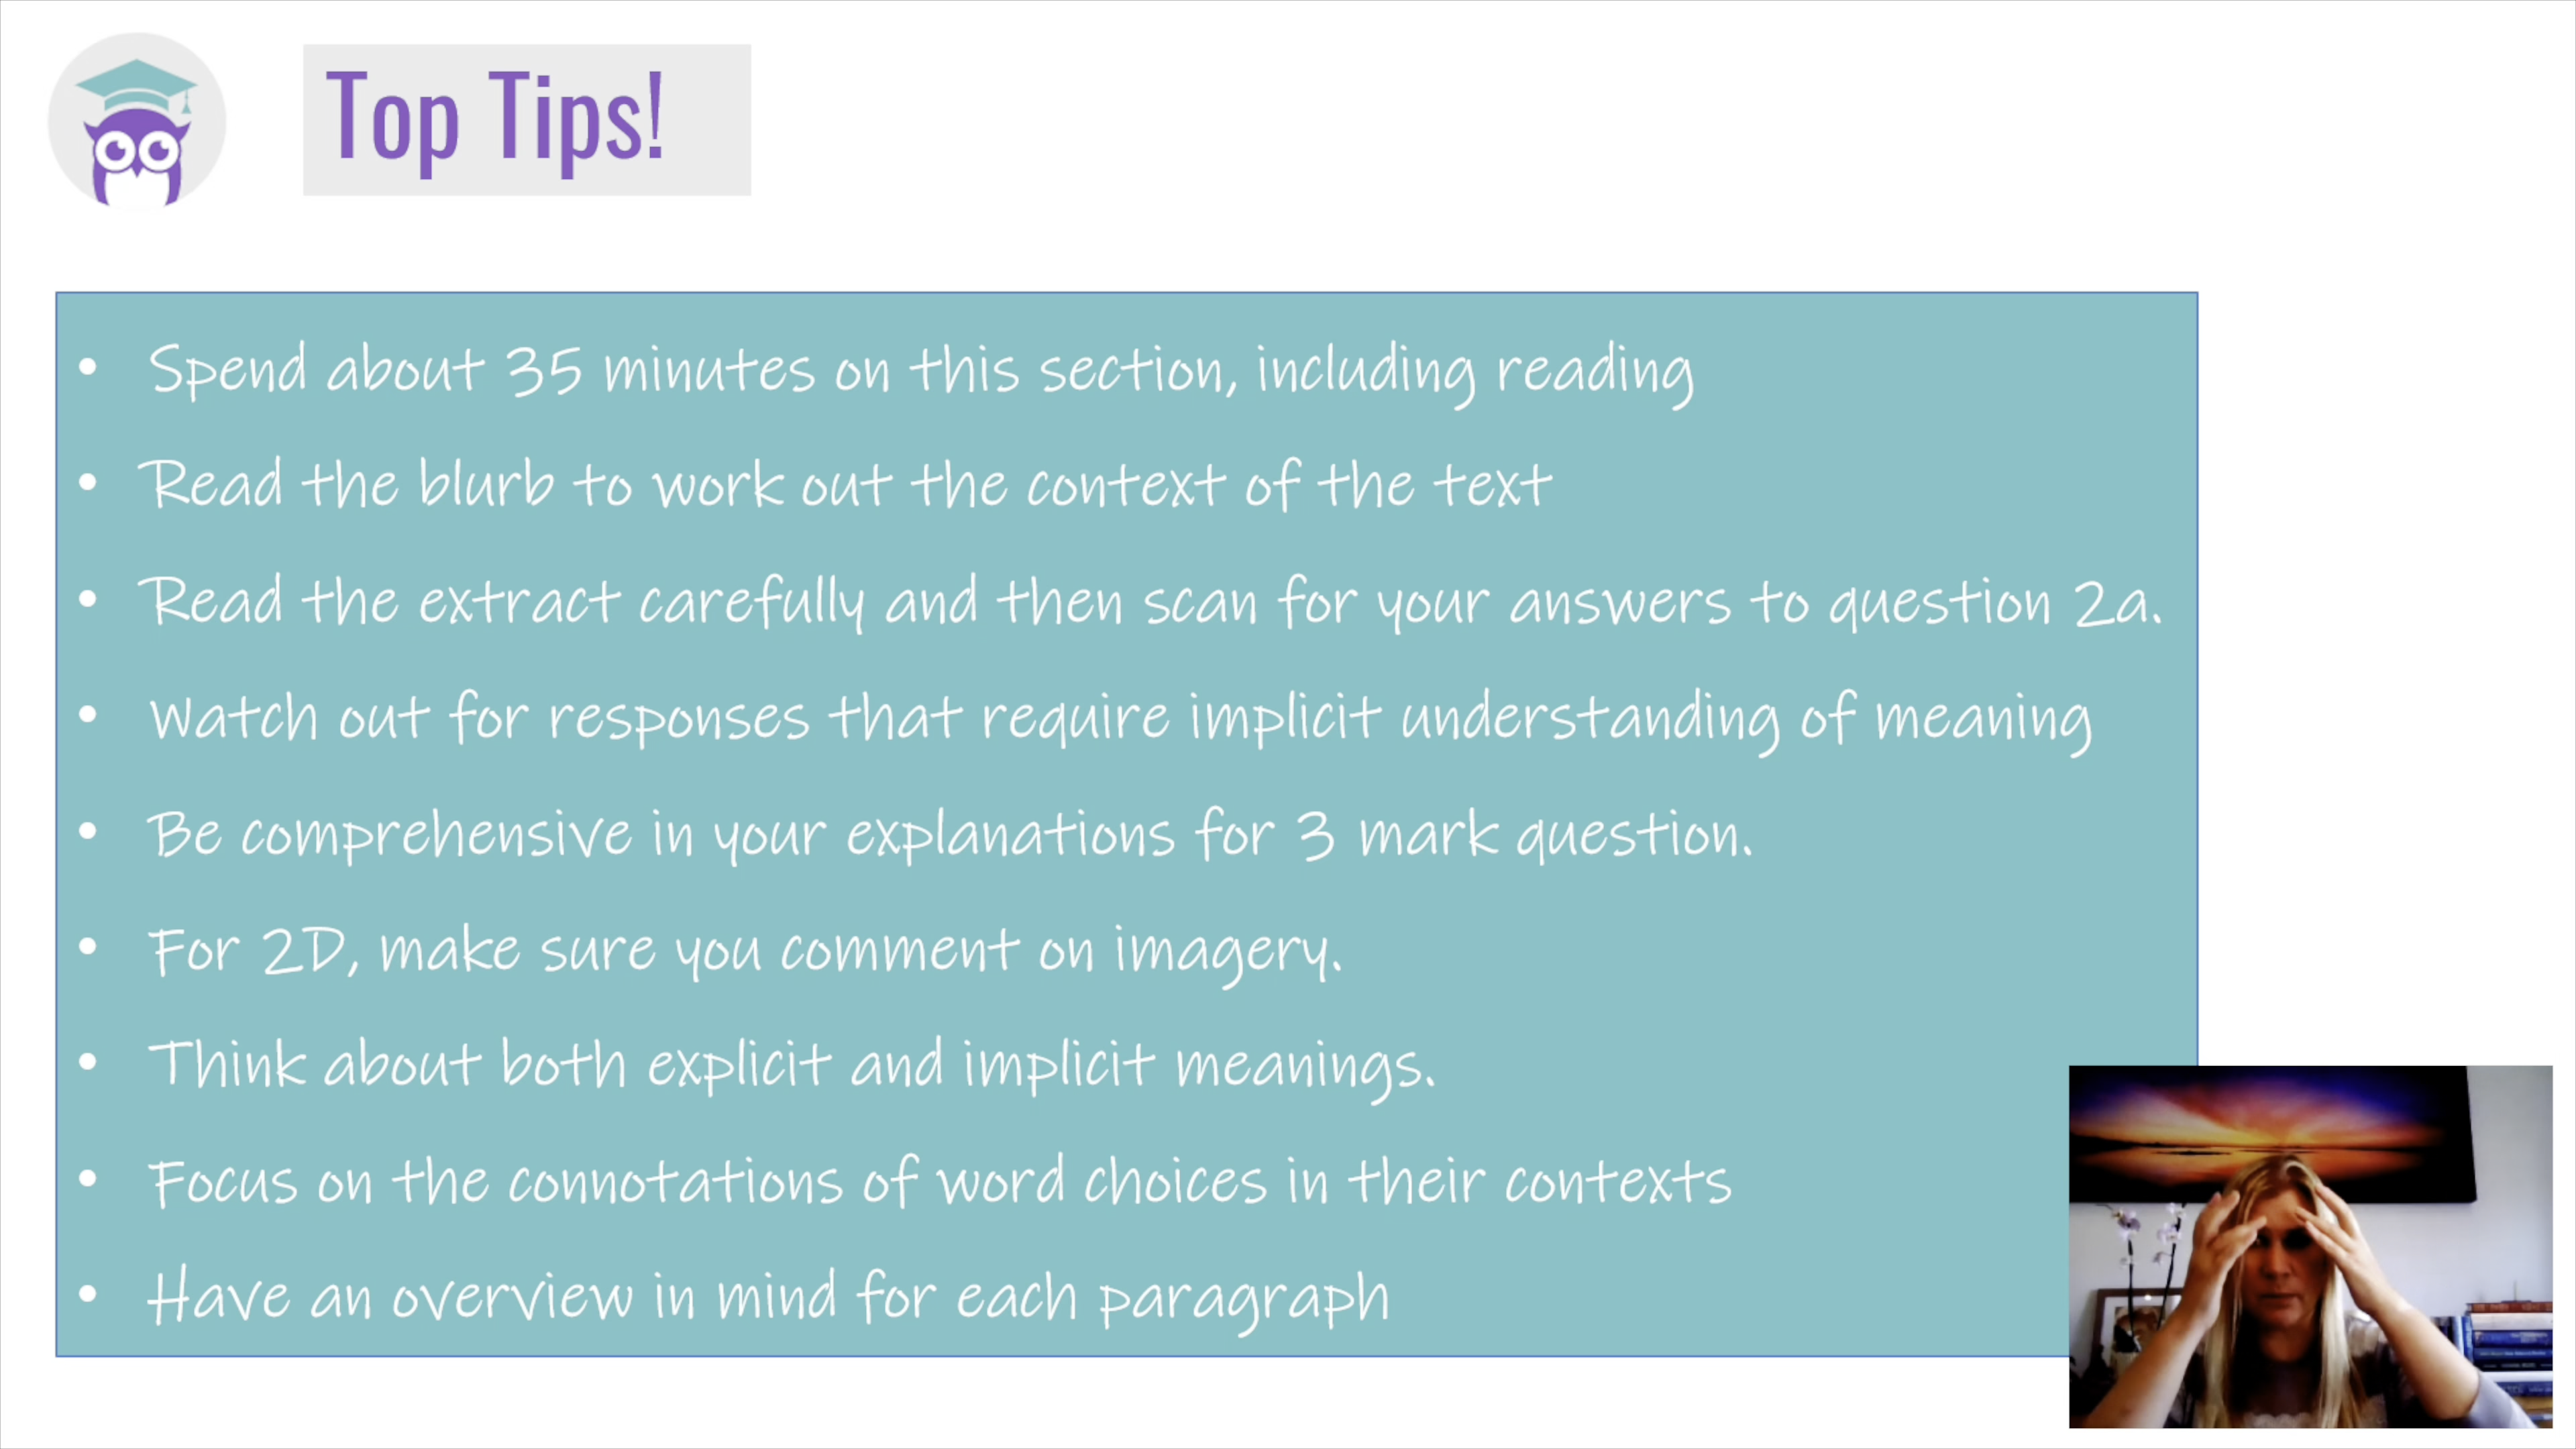 Top Tips!
• Spend about 35 minutes on this section, including reading
• Read the blurb to work out the context of the text
• Read the extract carefully and then scan for your answers to question 2a.
• Watch out for responses that require implicit understanding of meaning
• Be comprehensive in your explanations for 3 mark question.
• For 2D, make sure you comment on imagery.
• Think about both explicit and implicit meanings.
• Focus on the connotations of word choices in their contexts
• Have an overview in mind for each paragraph